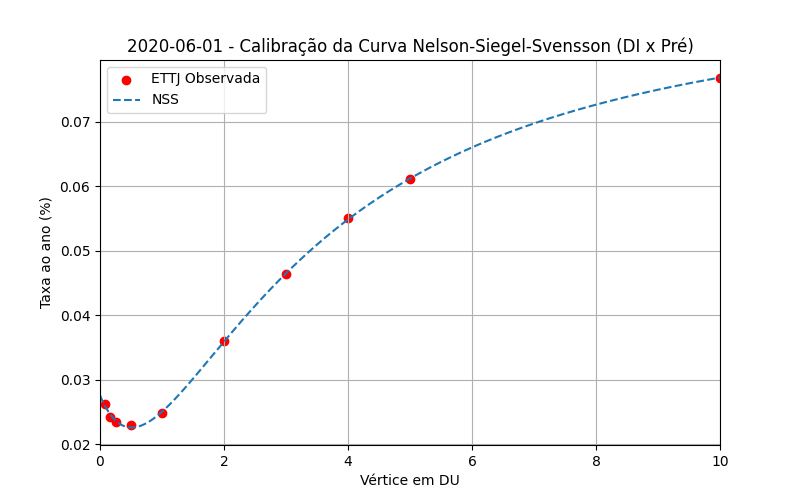 2020-06-01 - Calibração da Curva Nelson-Siegel-Svensson (DI x Pré)
ETTJ Observada
NSS
Taxa ao ano (%)
0.07
0.06
0.05
0.04
0.03
0.02
0 2 4 6 8 10
Vértice em DU